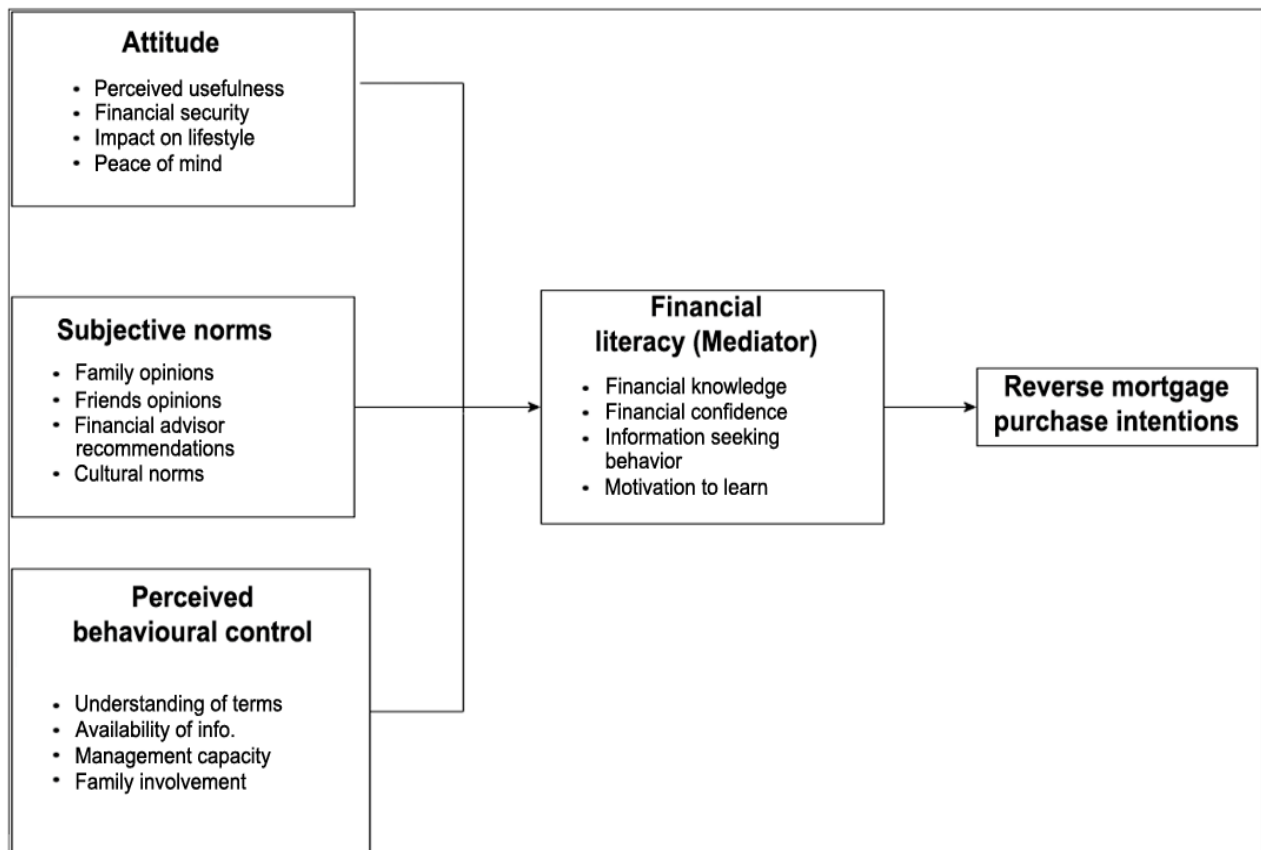 Attitude
• Perceived usefulness
• Financial security
• Impact on lifestyle
• Peace of mind
Subjective norms
• Family opinions
• Friends opinions
• Financial advisor
recommendations
• Cultural norms
Perceived
behavioural control
• Understanding of terms
• Availability of info.
• Management capacity
• Family involvement
Financial
literacy (Mediator)
• Financial knowledge
• Financial confidence
• Information seeking
behavior
• Motivation to learn
Reverse mortgage
purchase intentions